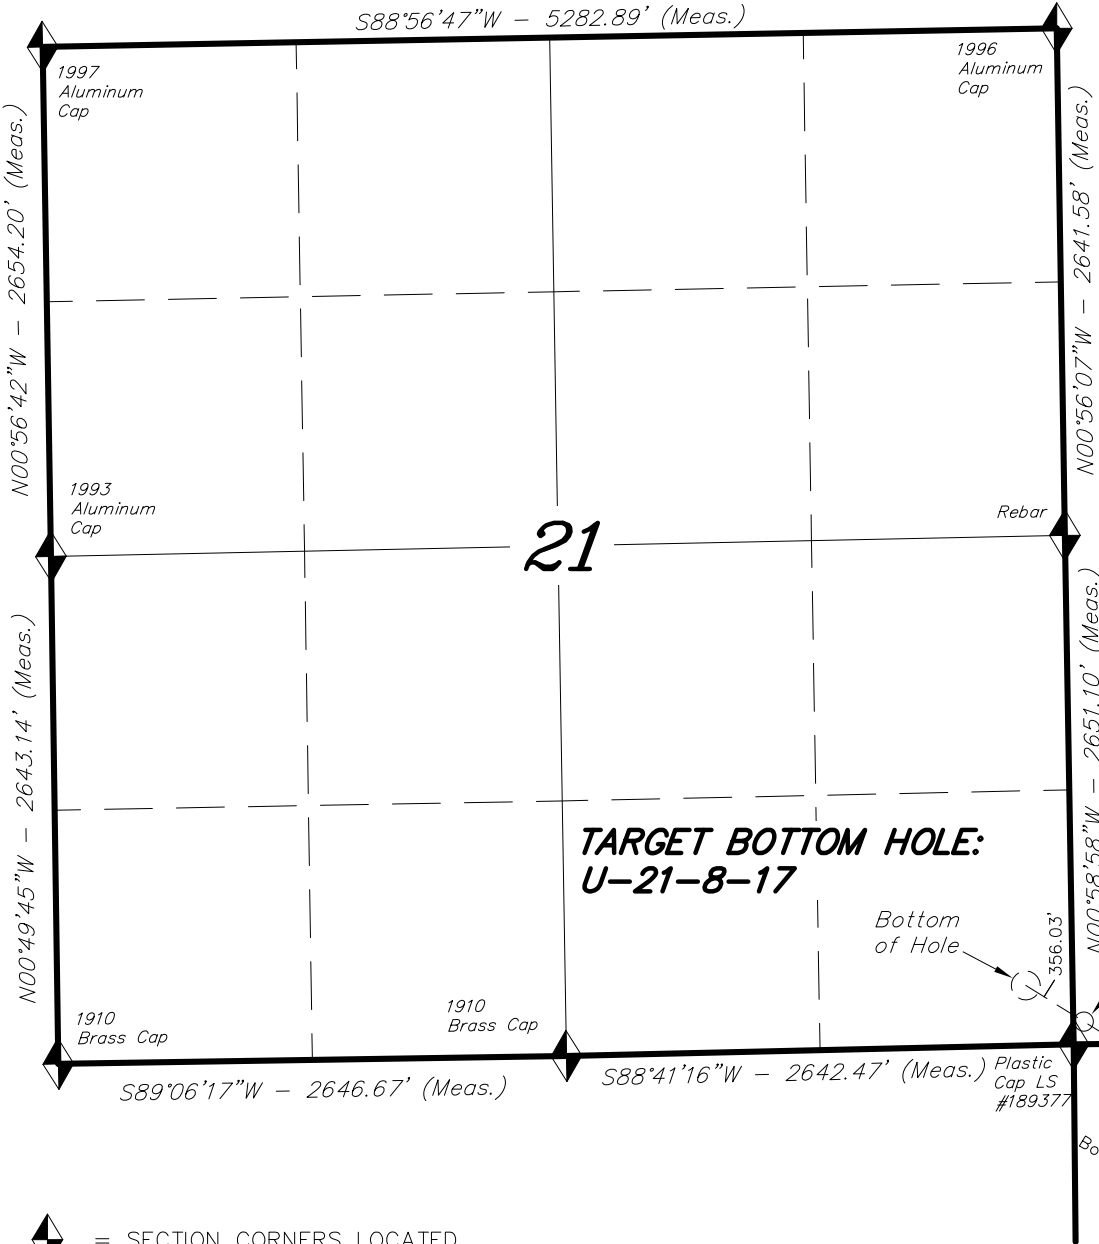 S88°56'47"W - 5282.89' (Meas.)
1997
Aluminum
Cap
1996
Aluminum
Cap
N00°56'42"W - 2654.20' (Meas.)
N00°56'07"W - 2641.58' (Meas.)
1993
Aluminum
Cap
Rebar
21
N00°49'45"W - 2643.14' (Meas.)
N00°58'58"W - 2651.10' (Meas.)
TARGET BOTTOM HOLE:
U-21-8-17
Bottom
of Hole
356.03'
1910
Brass Cap
1910
Brass Cap
S89°06'17"W - 2646.67' (Meas.)
S88°41'16"W - 2642.47' (Meas.)
Plastic
Cap LS
#189377
Bo
= SECTION CORNERS LOCATED